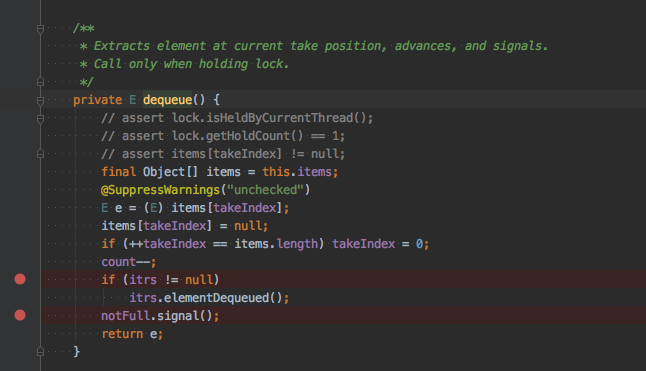 /**
 * Extracts element at current take position, advances, and signals.
 * Call only when holding lock.
 */
private E dequeue() {
    // assert lock.isHeldByCurrentThread();
    // assert lock.getHoldCount() == 1;
    // assert items[takeIndex] != null;
    final Object[] items = this.items;
    @SuppressWarnings("unchecked")
    E e = (E) items[takeIndex];
    items[takeIndex] = null;
    if (++takeIndex == items.length) takeIndex = 0;
    count--;
    if (itrs != null)
        itrs.elementDequeued();
    notFull.signal();
    return e;
}